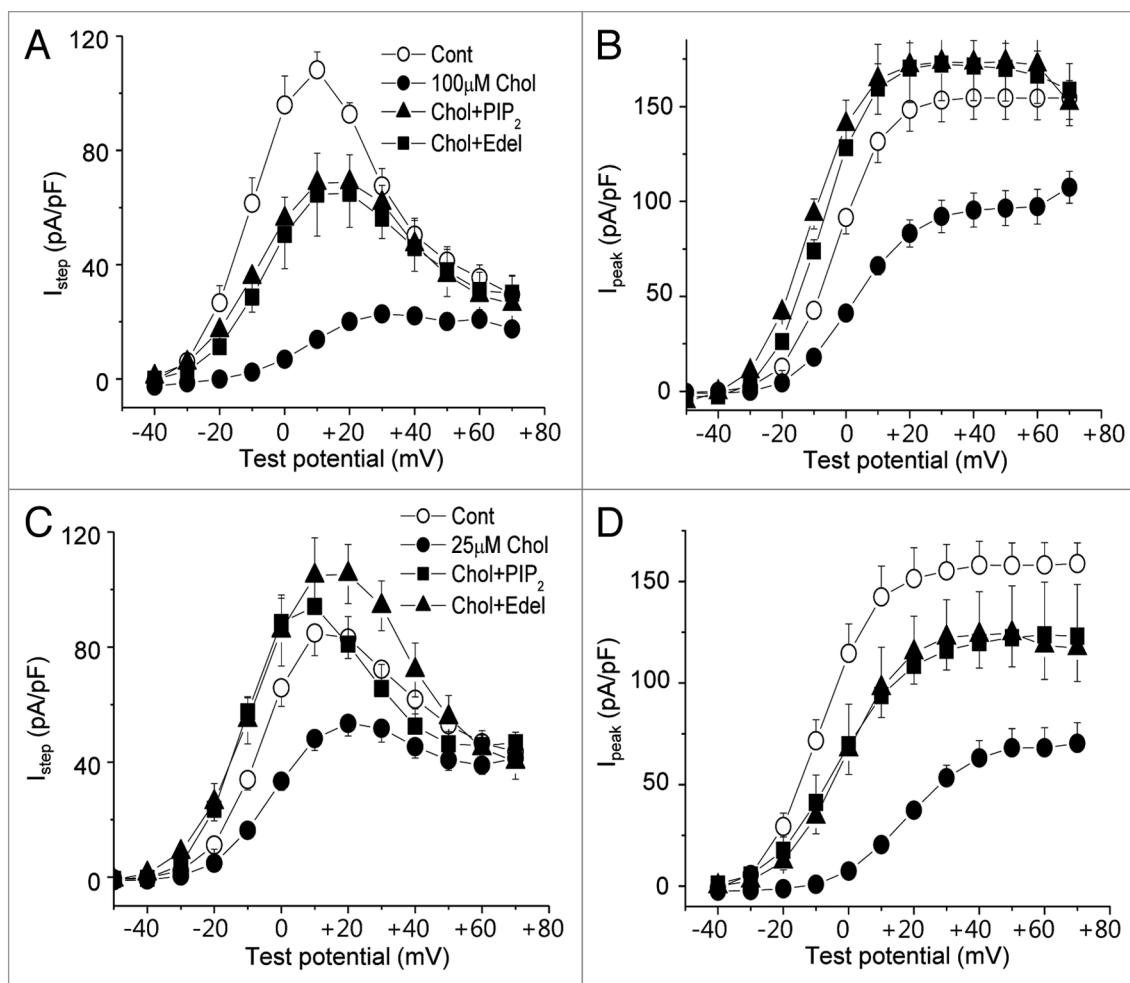 A
120
80
40
0
I_step (pA/pF)
-40 -20 0 +20 +40 +60 +80
Test potential (mV)
Cont
100μM Chol
Chol+PIP₂
Chol+Edel
B
150
100
50
0
I_peak (pA/pF)
-40 -20 0 +20 +40 +60 +80
Test potential (mV)
C
120
80
40
0
I_step (pA/pF)
-40 -20 0 +20 +40 +60 +80
Test potential (mV)
Cont
25μM Chol
Chol+PIP₂
Chol+Edel
D
150
100
50
0
I_peak (pA/pF)
-40 -20 0 +20 +40 +60 +80
Test potential (mV)